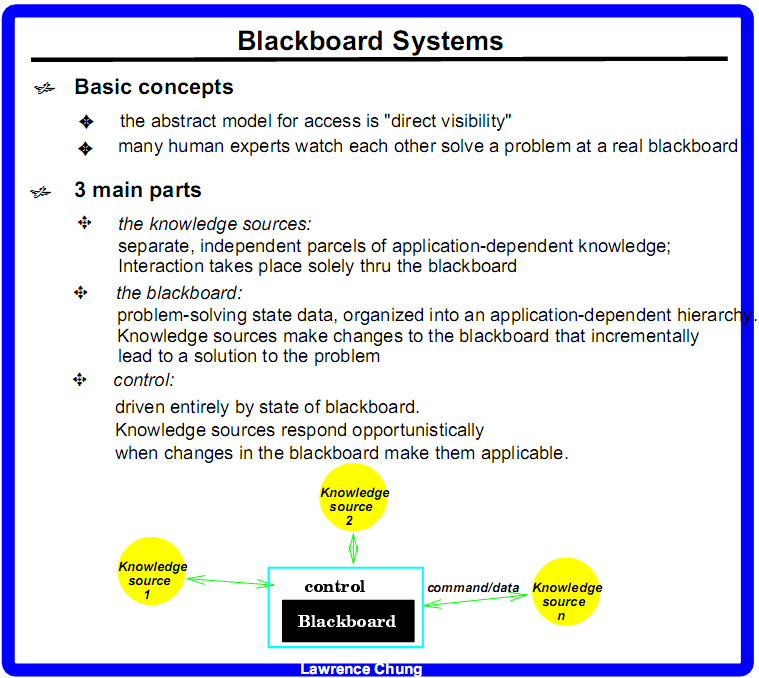 Blackboard Systems
Basic concepts
the abstract model for access is "direct visibility"
many human experts watch each other solve a problem at a real blackboard
3 main parts
the knowledge sources:
separate, independent parcels of application-dependent knowledge;
Interaction takes place solely thru the blackboard
the blackboard:
problem-solving state data, organized into an application-dependent hierarchy.
Knowledge sources make changes to the blackboard that incrementally
lead to a solution to the problem
control:
driven entirely by state of blackboard.
Knowledge sources respond opportunistically
when changes in the blackboard make them applicable.
Knowledge
source
2
Knowledge
source
1
control
Blackboard
command/data
Knowledge
source
n
Lawrence Chung